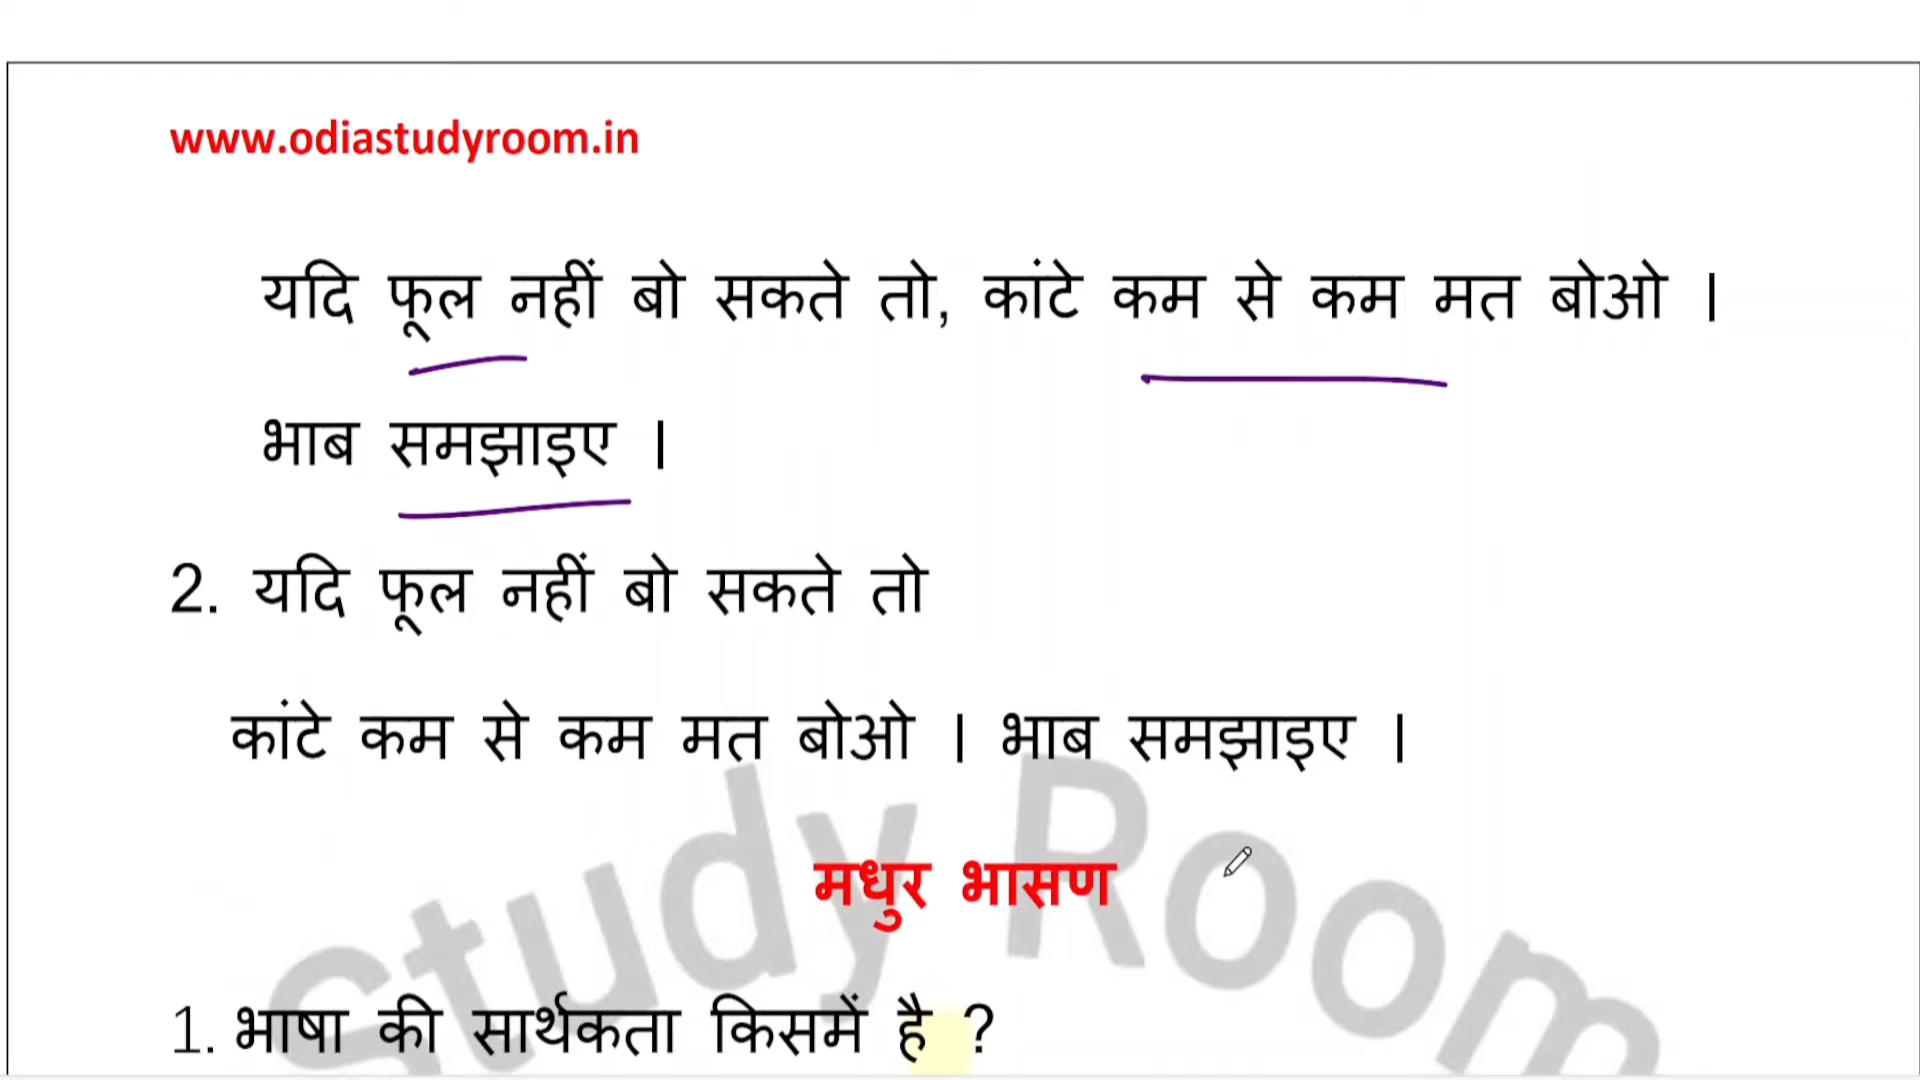 www.odiastudyroom.in
यदि फूल नहीं बो सकते तो, कांटे कम से कम मत बोओ ।
भाब समझाइए ।
2. यदि फूल नहीं बो सकते तो
कांटे कम से कम मत बोओ । भाब समझाइए ।
मधुर भासण
Study Room
1. भाषा की सार्थकता किसमें है ?